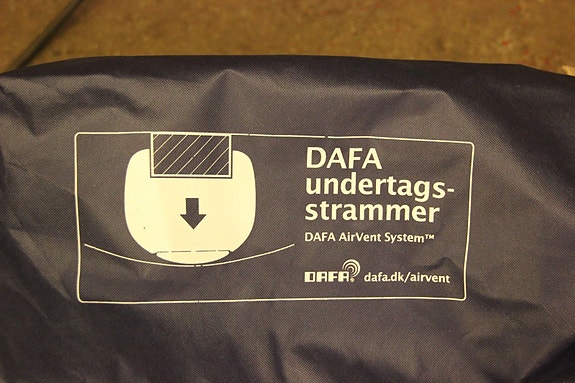 DAFA
undertags-
strammer
DAFA AirVent System™
DAFA® dafa.dk/airvent